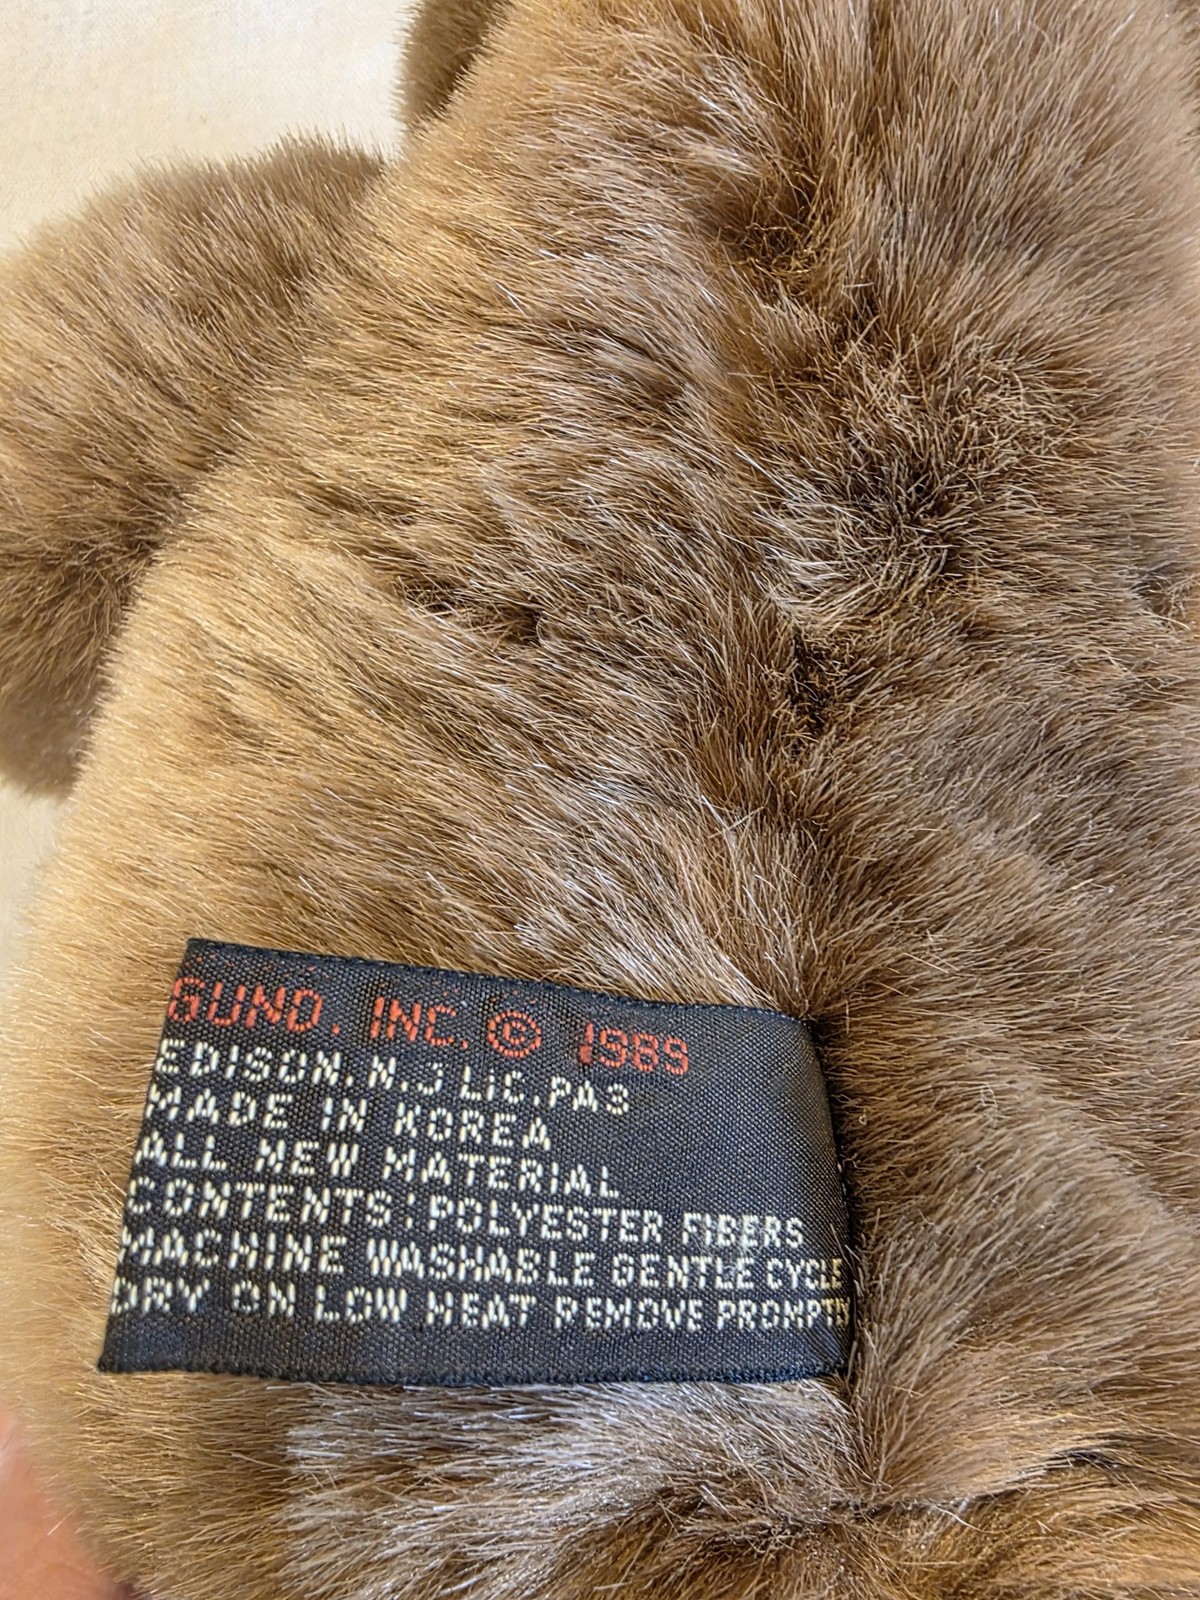 GUND. INC. © 1989
EDISON, N.J LIC. PA3
MADE IN KOREA
ALL NEW MATERIAL
CONTENTS: POLYESTER FIBERS
MACHINE WASHABLE GENTLE CYCLE
DRY ON LOW HEAT REMOVE PROMPTY